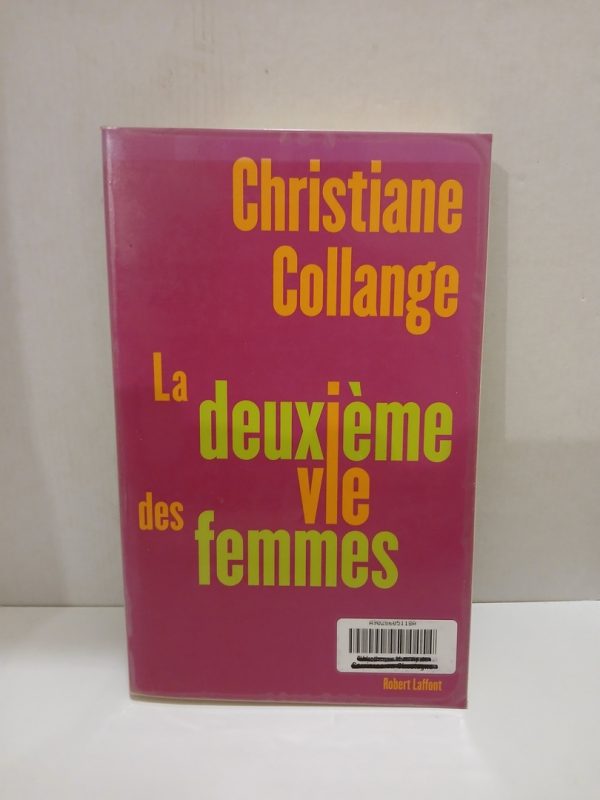 Christiane
Collange
La
deuxième
vie
des
femmes
Robert Laffont